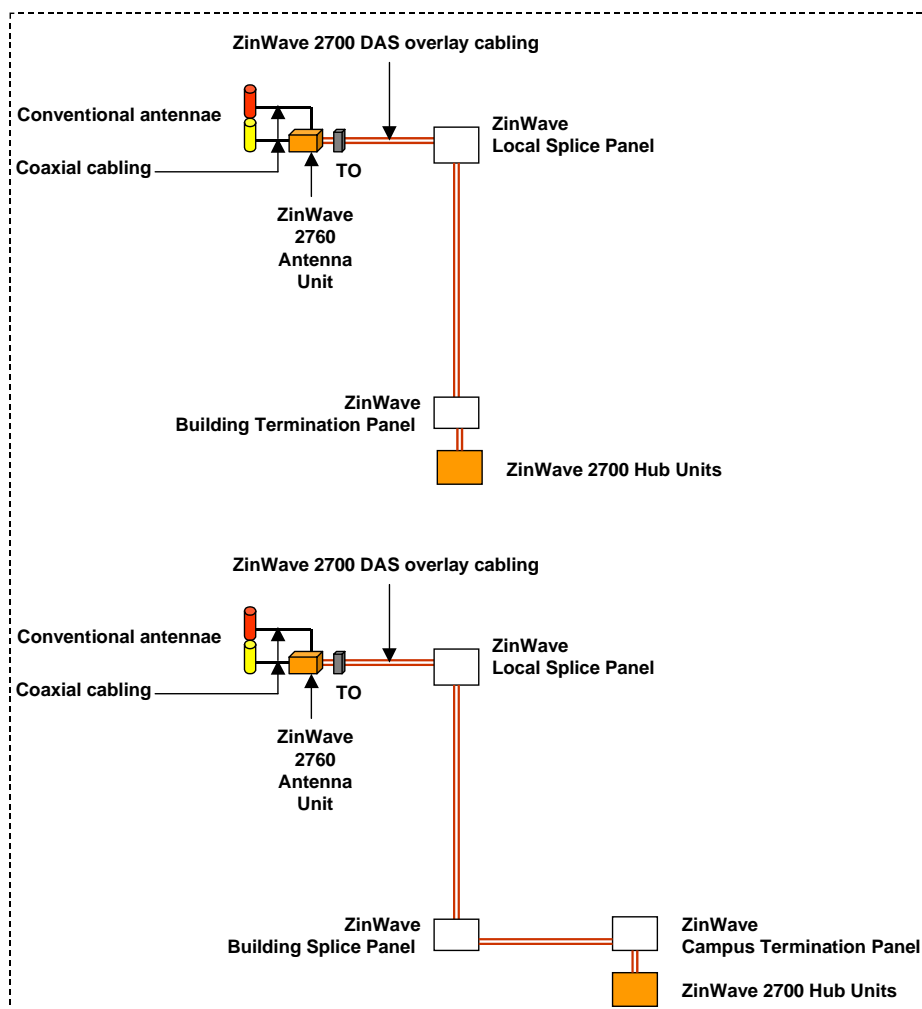 ZinWave 2700 DAS overlay cabling
Conventional antennae
ZinWave
Local Splice Panel
Coaxial cabling
TO
ZinWave
2760
Antenna
Unit
ZinWave
Building Termination Panel
ZinWave 2700 Hub Units
ZinWave 2700 DAS overlay cabling
Conventional antennae
ZinWave
Local Splice Panel
Coaxial cabling
TO
ZinWave
2760
Antenna
Unit
ZinWave
Building Splice Panel
ZinWave
Campus Termination Panel
ZinWave 2700 Hub Units